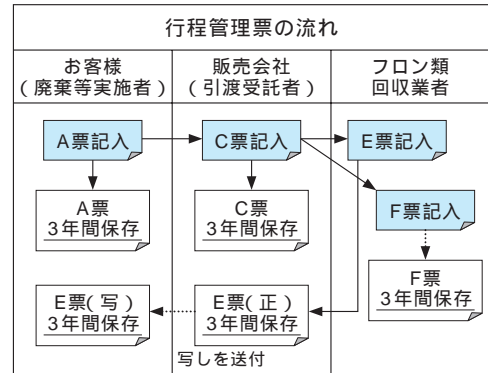 行程管理票の流れ
お客様
(廃棄等実施者)
販売会社
(引渡受託者)
フロン類
回収業者
A票記入
C票記入
E票記入
A票
3年間保存
C票
3年間保存
F票記入
F票
3年間保存
E票(写)
3年間保存
E票(正)
3年間保存
写しを送付